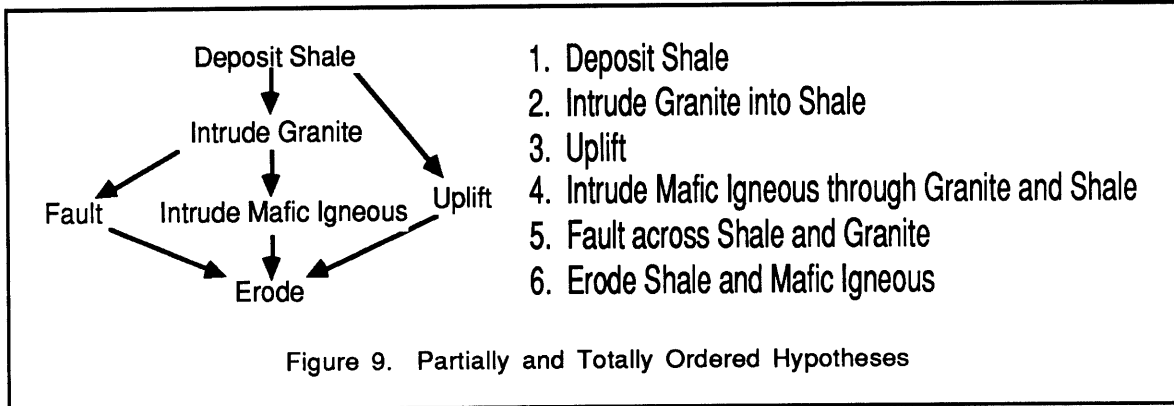 Deposit Shale
Intrude Granite
Fault
Intrude Mafic Igneous
Uplift
Erode
1. Deposit Shale
2. Intrude Granite into Shale
3. Uplift
4. Intrude Mafic Igneous through Granite and Shale
5. Fault across Shale and Granite
6. Erode Shale and Mafic Igneous
Figure 9. Partially and Totally Ordered Hypotheses